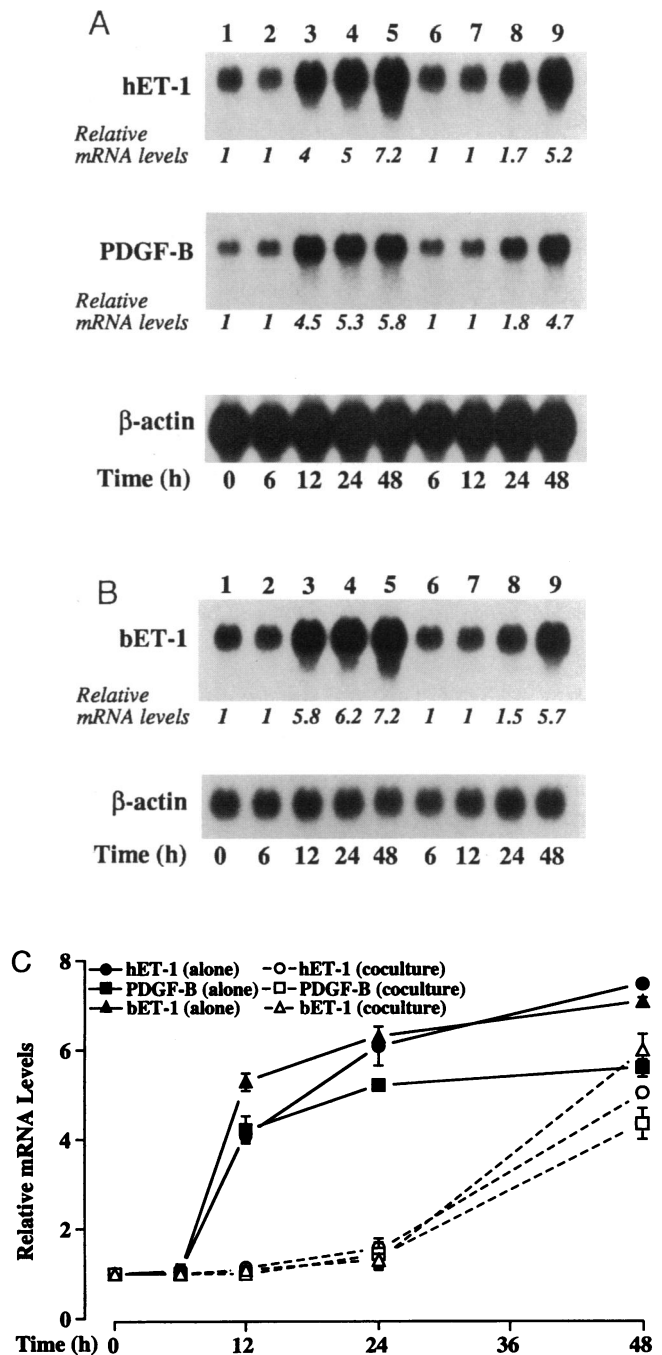 A
1 2 3 4 5 6 7 8 9
hET-1
Relative
mRNA levels 1 1 4 5 7.2 1 1 1.7 5.2
PDGF-B
Relative
mRNA levels 1 1 4.5 5.3 5.8 1 1 1.8 4.7
β-actin
Time (h) 0 6 12 24 48 6 12 24 48
B
1 2 3 4 5 6 7 8 9
bET-1
Relative
mRNA levels 1 1 5.8 6.2 7.2 1 1 1.5 5.7
β-actin
Time (h) 0 6 12 24 48 6 12 24 48
C
hET-1 (alone) hET-1 (coculture)
PDGF-B (alone) PDGF-B (coculture)
bET-1 (alone) bET-1 (coculture)
Relative mRNA Levels
8
6
4
2
0
Time (h) 0 12 24 36 48